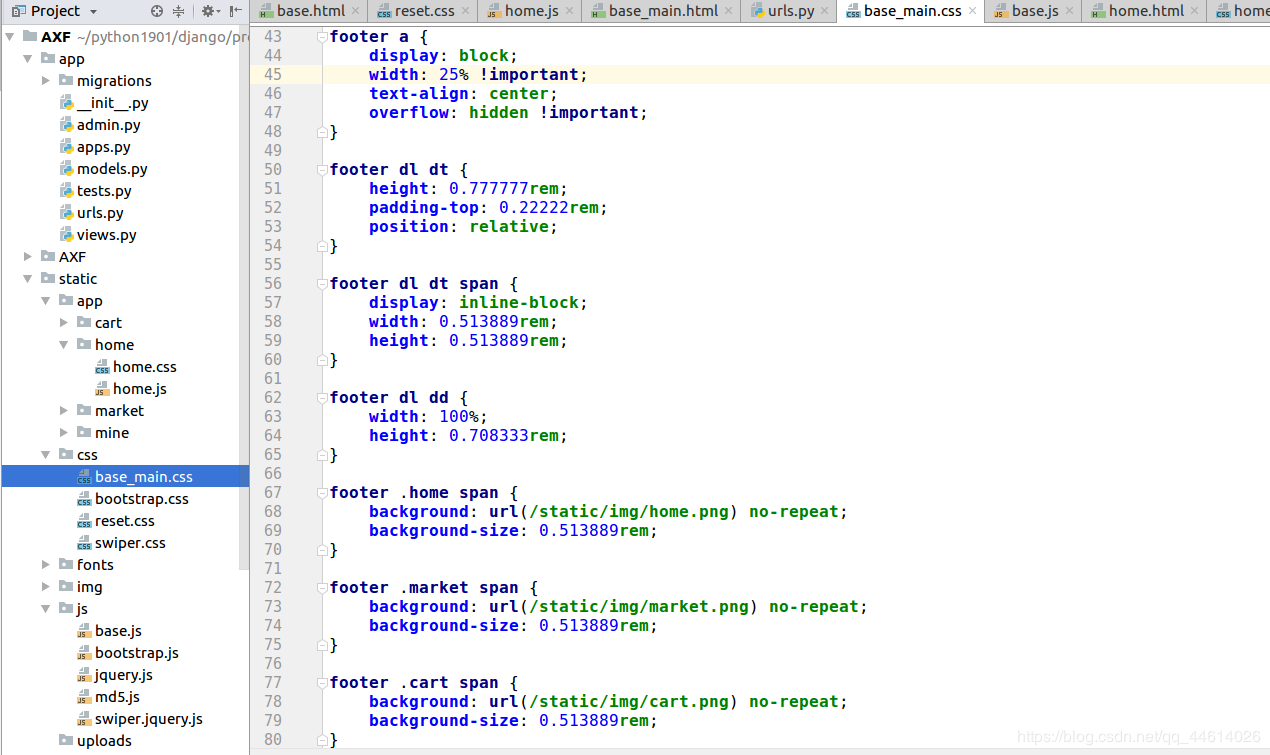 Project
base.html
reset.css
home.js
base_main.html
urls.py
base_main.css
base.js
home.html
home
AXF ~/python1901/django/pr
app
migrations
__init__.py
admin.py
apps.py
models.py
tests.py
urls.py
views.py
AXF
static
app
cart
home
home.css
home.js
market
mine
css
base_main.css
bootstrap.css
reset.css
swiper.css
fonts
img
js
base.js
bootstrap.js
jquery.js
md5.js
swiper.jquery.js
uploads
43 footer a {
44 display: block;
45 width: 25% !important;
46 text-align: center;
47 overflow: hidden !important;
48 }
49
50 footer dl dt {
51 height: 0.777777rem;
52 padding-top: 0.22222rem;
53 position: relative;
54 }
55
56 footer dl dt span {
57 display: inline-block;
58 width: 0.513889rem;
59 height: 0.513889rem;
60 }
61
62 footer dl dd {
63 width: 100%;
64 height: 0.708333rem;
65 }
66
67 footer .home span {
68 background: url(/static/img/home.png) no-repeat;
69 background-size: 0.513889rem;
70 }
71
72 footer .market span {
73 background: url(/static/img/market.png) no-repeat;
74 background-size: 0.513889rem;
75 }
76
77 footer .cart span {
78 background: url(/static/img/cart.png) no-repeat;
79 background-size: 0.513889rem;
80 }
https://blog.csdn.net/qq_44614026